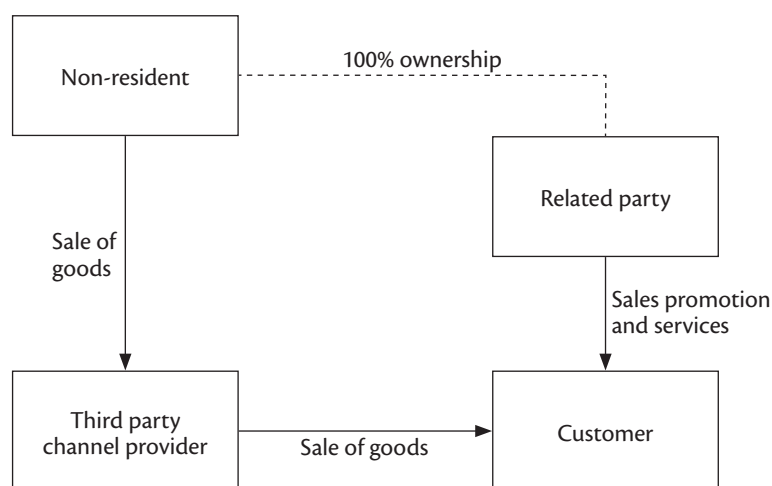 100% ownership
Non-resident
Related party
Sale of
goods
Sales promotion
and services
Third party
channel provider
Sale of goods
Customer